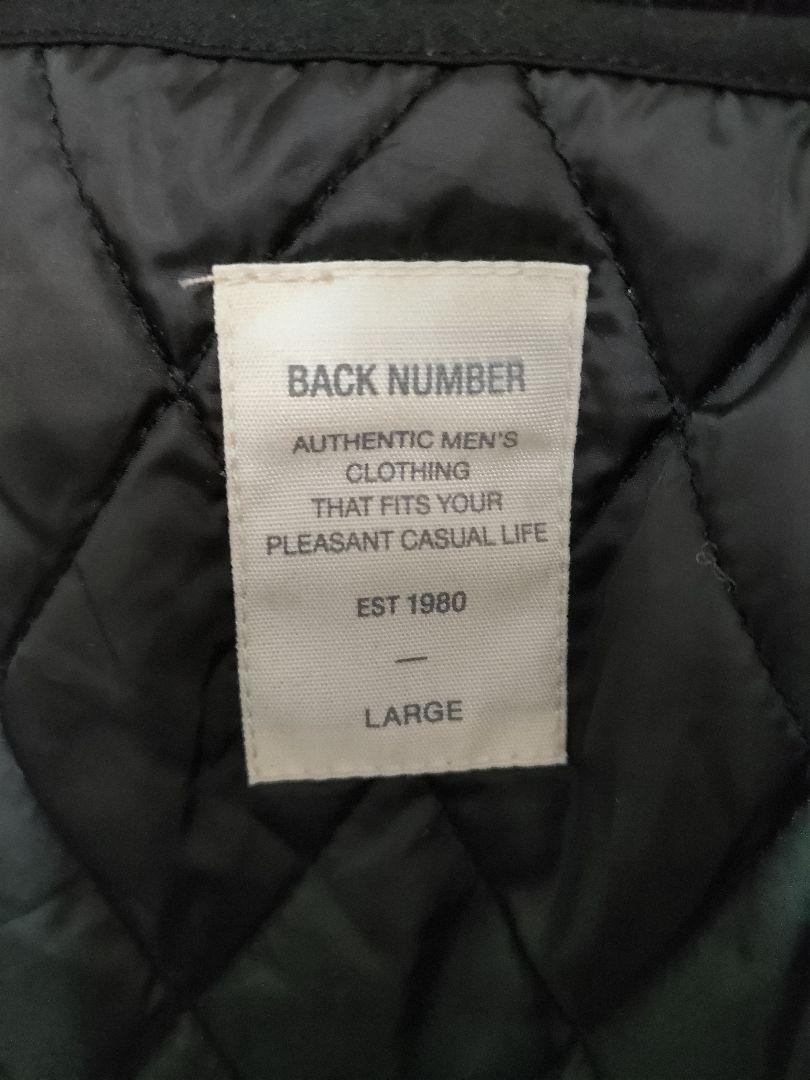 BACK NUMBER
AUTHENTIC MEN'S
CLOTHING
THAT FITS YOUR
PLEASANT CASUAL LIFE
EST 1980
—
LARGE